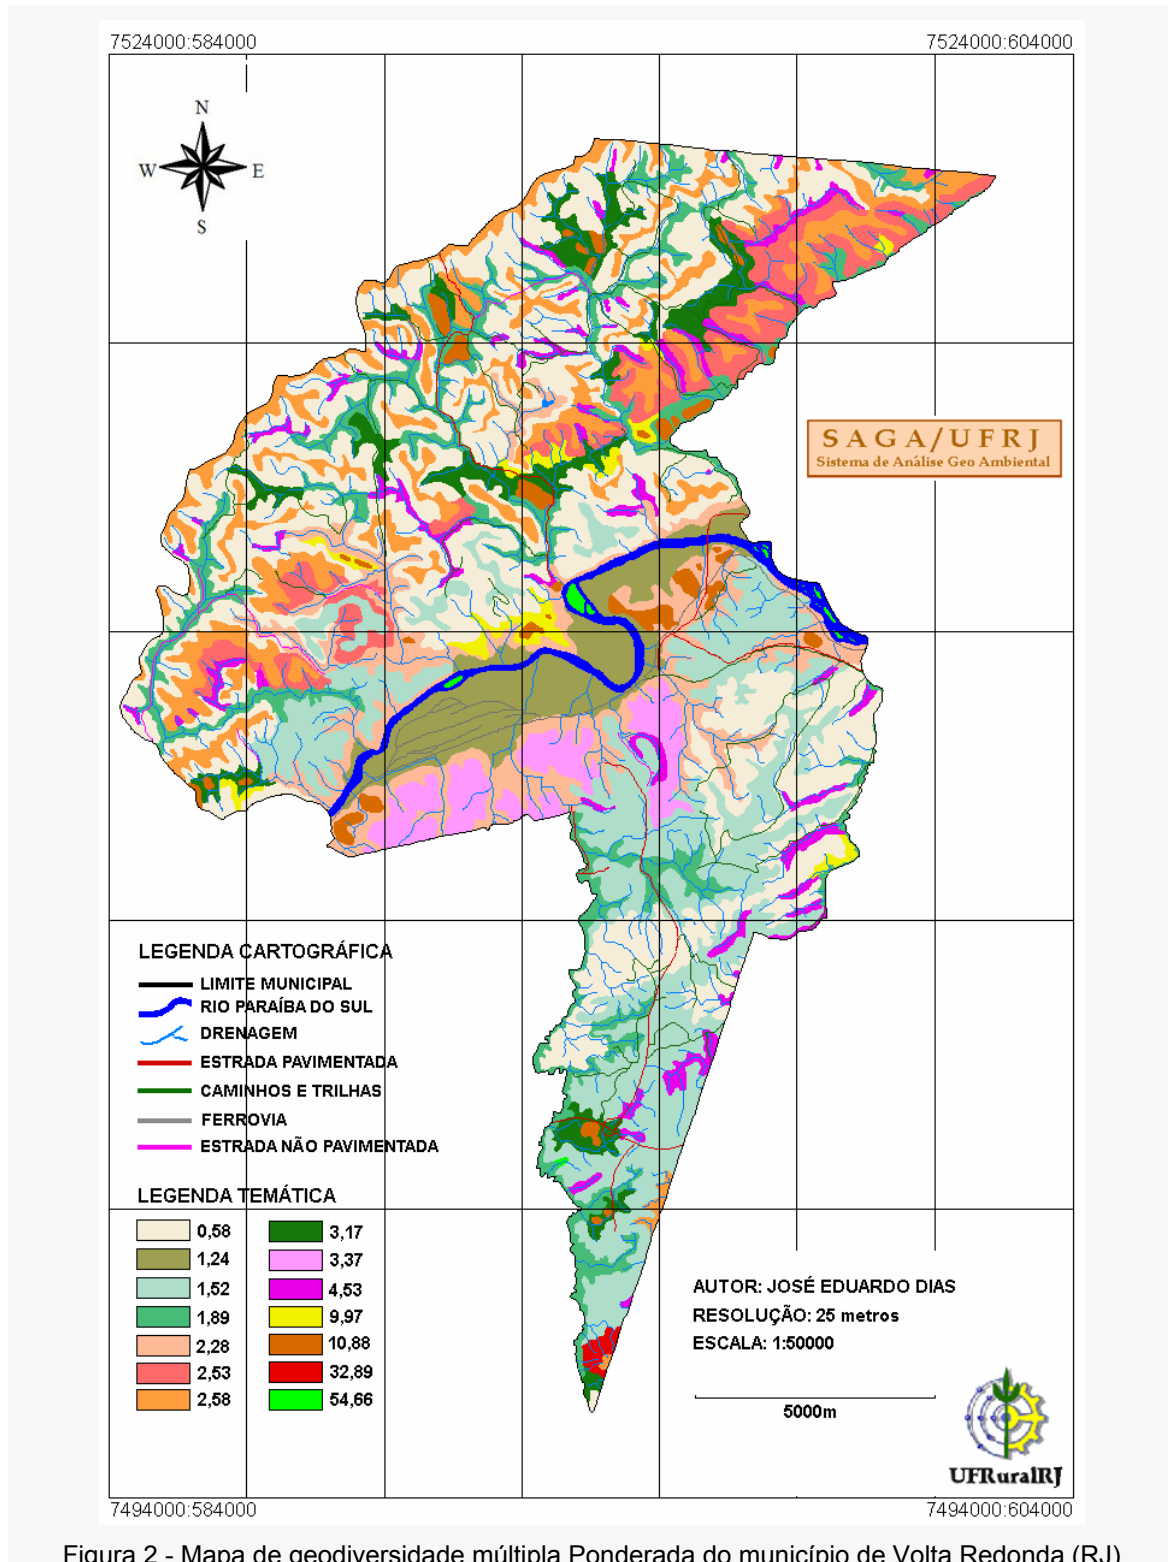 7524000:584000
7524000:604000
N
W
E
S
SAGA/UFRJ
Sistema de Análise Geo Ambiental
LEGENDA CARTOGRÁFICA
LIMITE MUNICIPAL
RIO PARAÍBA DO SUL
DRENAGEM
ESTRADA PAVIMENTADA
CAMINHOS E TRILHAS
FERROVIA
ESTRADA NÃO PAVIMENTADA
LEGENDA TEMÁTICA
0,58
3,17
1,24
3,37
1,52
4,53
1,89
9,97
2,28
10,88
2,53
32,89
2,58
54,66
AUTOR: JOSÉ EDUARDO DIAS
RESOLUÇÃO: 25 metros
ESCALA: 1:50000
5000m
UFRuralRJ
7494000:584000
7494000:604000
Figura 2 - Mapa de geodiversidade múltipla Ponderada do município de Volta Redonda (RJ)